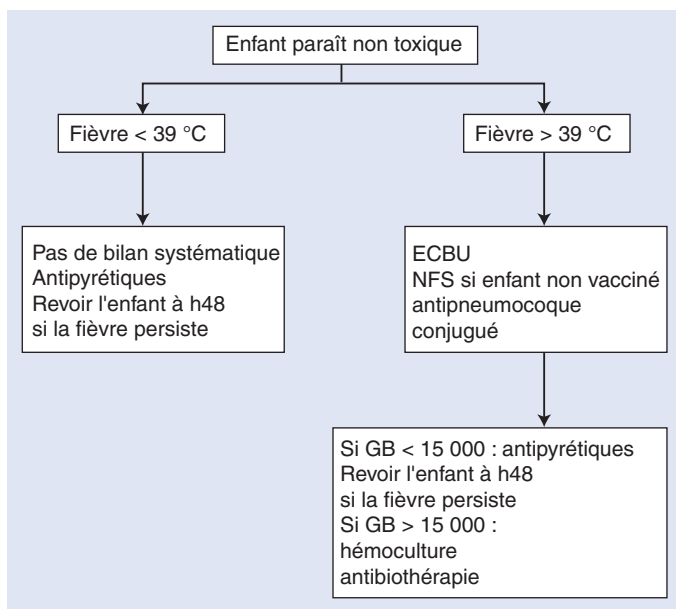 Enfant paraît non toxique
Fièvre < 39 °C
Fièvre > 39 °C
Pas de bilan systématique
Antipyrétiques
Revoir l'enfant à h48
si la fièvre persiste
ECBU
NFS si enfant non vacciné
antipneumocoque
conjugué
Si GB < 15 000 : antipyrétiques
Revoir l'enfant à h48
si la fièvre persiste
Si GB > 15 000 :
hémoculture
antibiothérapie